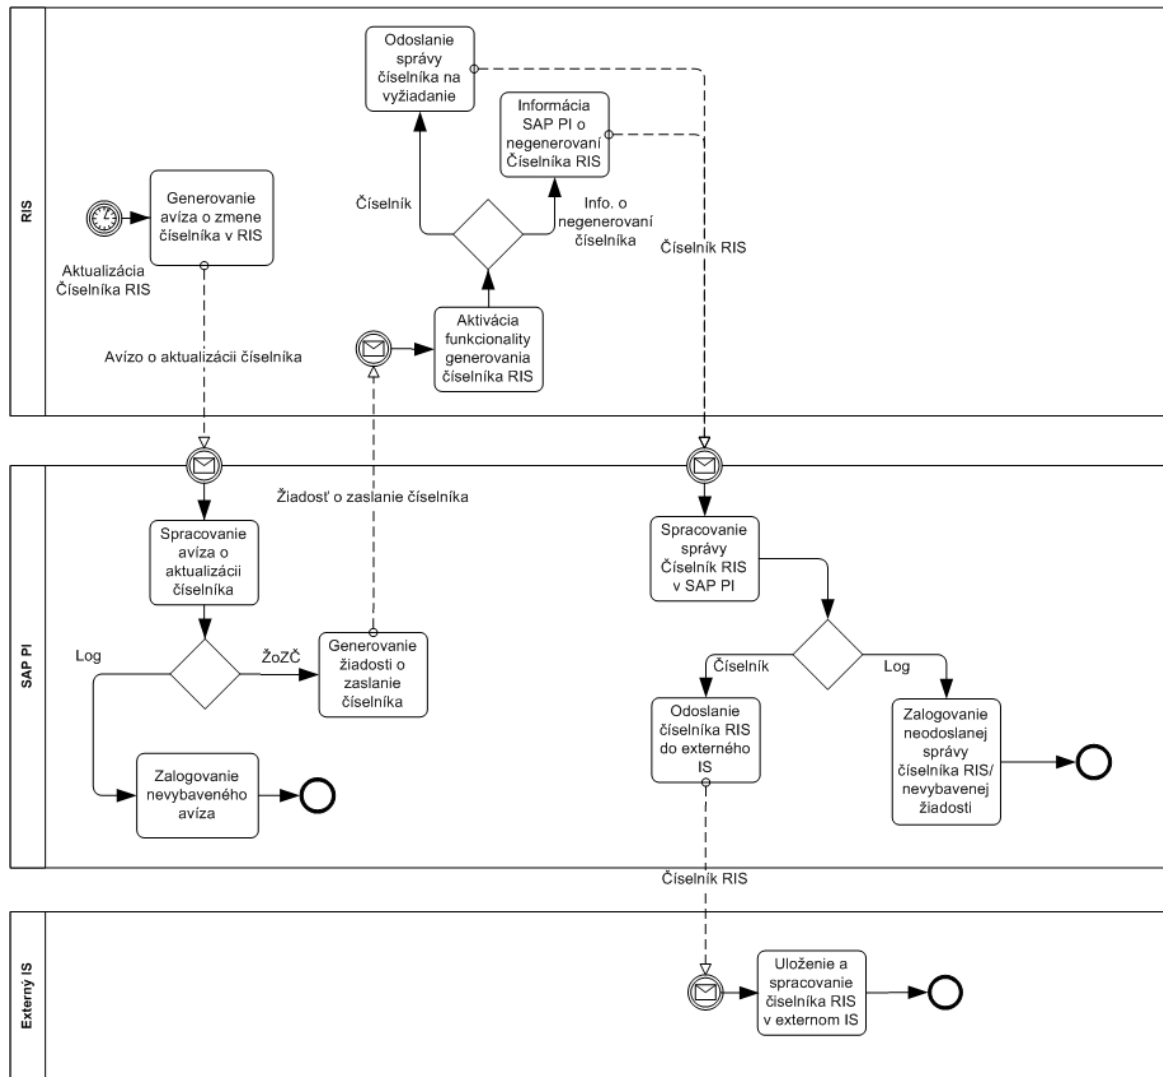 RIS
Odoslanie
správy
číselníka na
vyžiadanie
Informácia
SAP PI o
negenerovaní
Číselníka RIS
Generovanie
avíza o zmene
číselníka v RIS
Číselník
Info. o
negenerovaní
číselníka
Číselník RIS
Aktualizácia
Číselníka RIS
Aktivácia
funkcionality
generovania
číselníka RIS
Avízo o aktualizácii číselníka
SAP PI
Žiadosť o zaslanie číselníka
Spracovanie
avíza o
aktualizácii
číselníka
Spracovanie
správy
Číselník RIS
v SAP PI
Log
ŽoZČ
Generovanie
žiadosti o
zaslanie
číselníka
Číselník
Log
Odoslanie
číselníka RIS
do externého
IS
Zalogovanie
neodoslanej
správy
číselníka RIS/
nevybavenej
žiadosti
Zalogovanie
nevybaveného
avíza
Číselník RIS
Externý IS
Uloženie a
spracovanie
čiselníka RIS
v externom IS